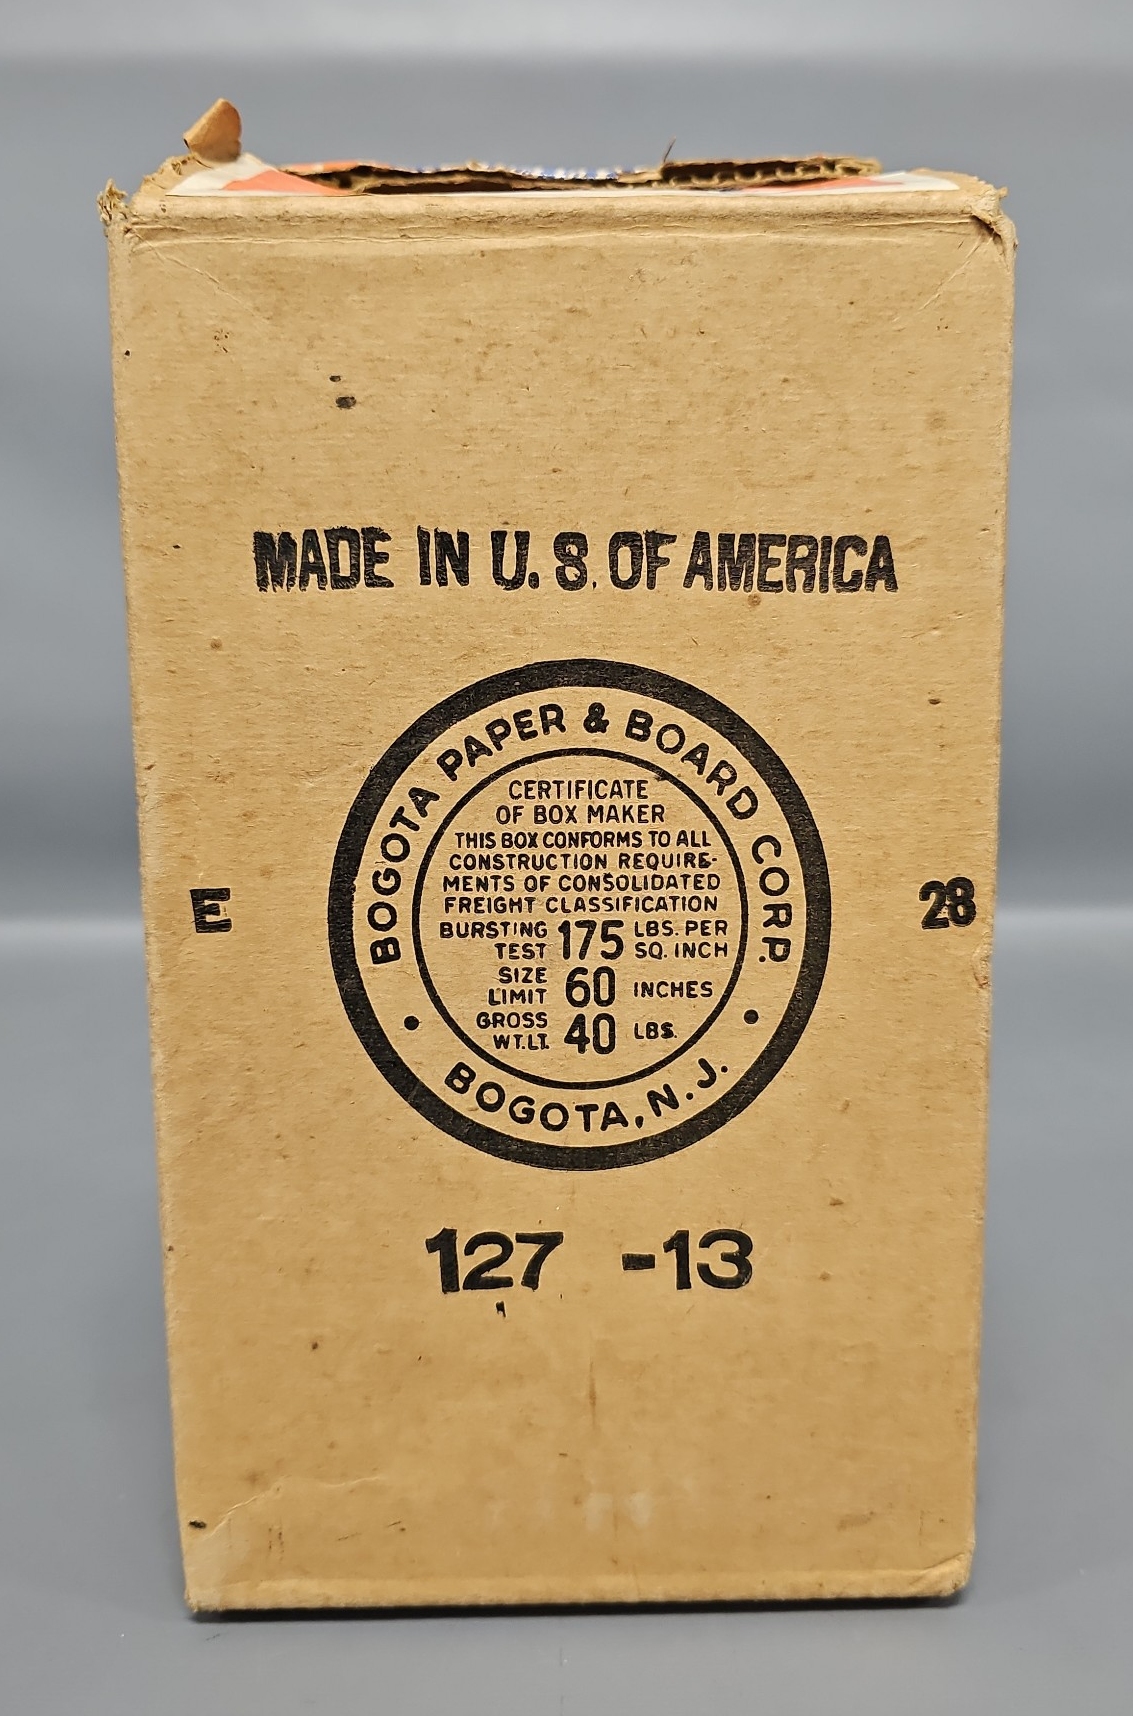 MADE IN U. S. OF AMERICA
BOGOTA PAPER & BOARD CORP.
CERTIFICATE
OF BOX MAKER
THIS BOX CONFORMS TO ALL
CONSTRUCTION REQUIRE-
MENTS OF CONSOLIDATED
FREIGHT CLASSIFICATION
BURSTING TEST 175 LBS. PER SQ. INCH
SIZE LIMIT 60 INCHES
GROSS WT. LT. 40 LBS.
BOGOTA, N. J.
E
28
127 -13